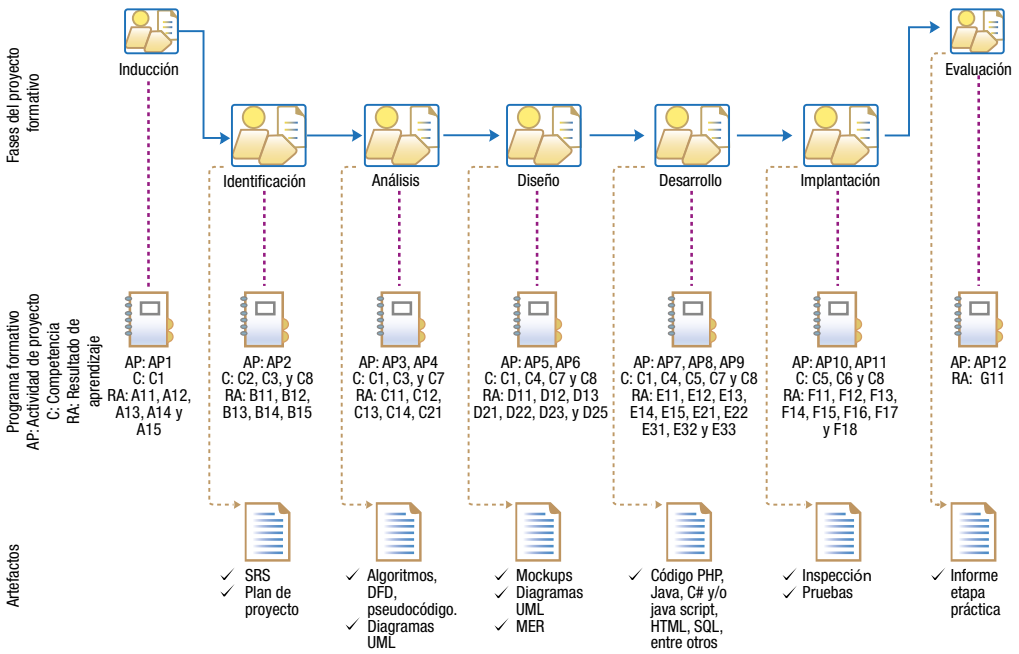 Fases del proyecto
formativo
Inducción
Identificación
Análisis
Diseño
Desarrollo
Implantación
Evaluación
Programa formativo
AP: Actividad de proyecto
C: Competencia
RA: Resultado de
aprendizaje
AP: AP1
C: C1
RA: A11, A12,
A13, A14 y
A15
AP: AP2
C: C2, C3, y C8
RA: B11, B12,
B13, B14, B15
AP: AP3, AP4
C: C1, C3, y C7
RA: C11, C12,
C13, C14, C21
AP: AP5, AP6
C: C1, C4, C7 y C8
RA: D11, D12, D13
D21, D22, D23, y D25
AP: AP7, AP8, AP9
C: C1, C4, C5, C7 y C8
RA: E11, E12, E13,
E14, E15, E21, E22
E31, E32 y E33
AP: AP10, AP11
C: C5, C6 y C8
RA: F11, F12, F13,
F14, F15, F16, F17
y F18
AP: AP12
RA: G11
Artefactos
✓ SRS
✓ Plan de
proyecto
✓ Algoritmos,
DFD,
pseudocógigo.
✓ Diagramas
UML
✓ Mockups
✓ Diagramas
UML
✓ MER
✓ Código PHP,
Java, C# y/o
java script,
HTML, SQL,
entre otros
✓ Inspección
✓ Pruebas
✓ Informe
etapa
práctica